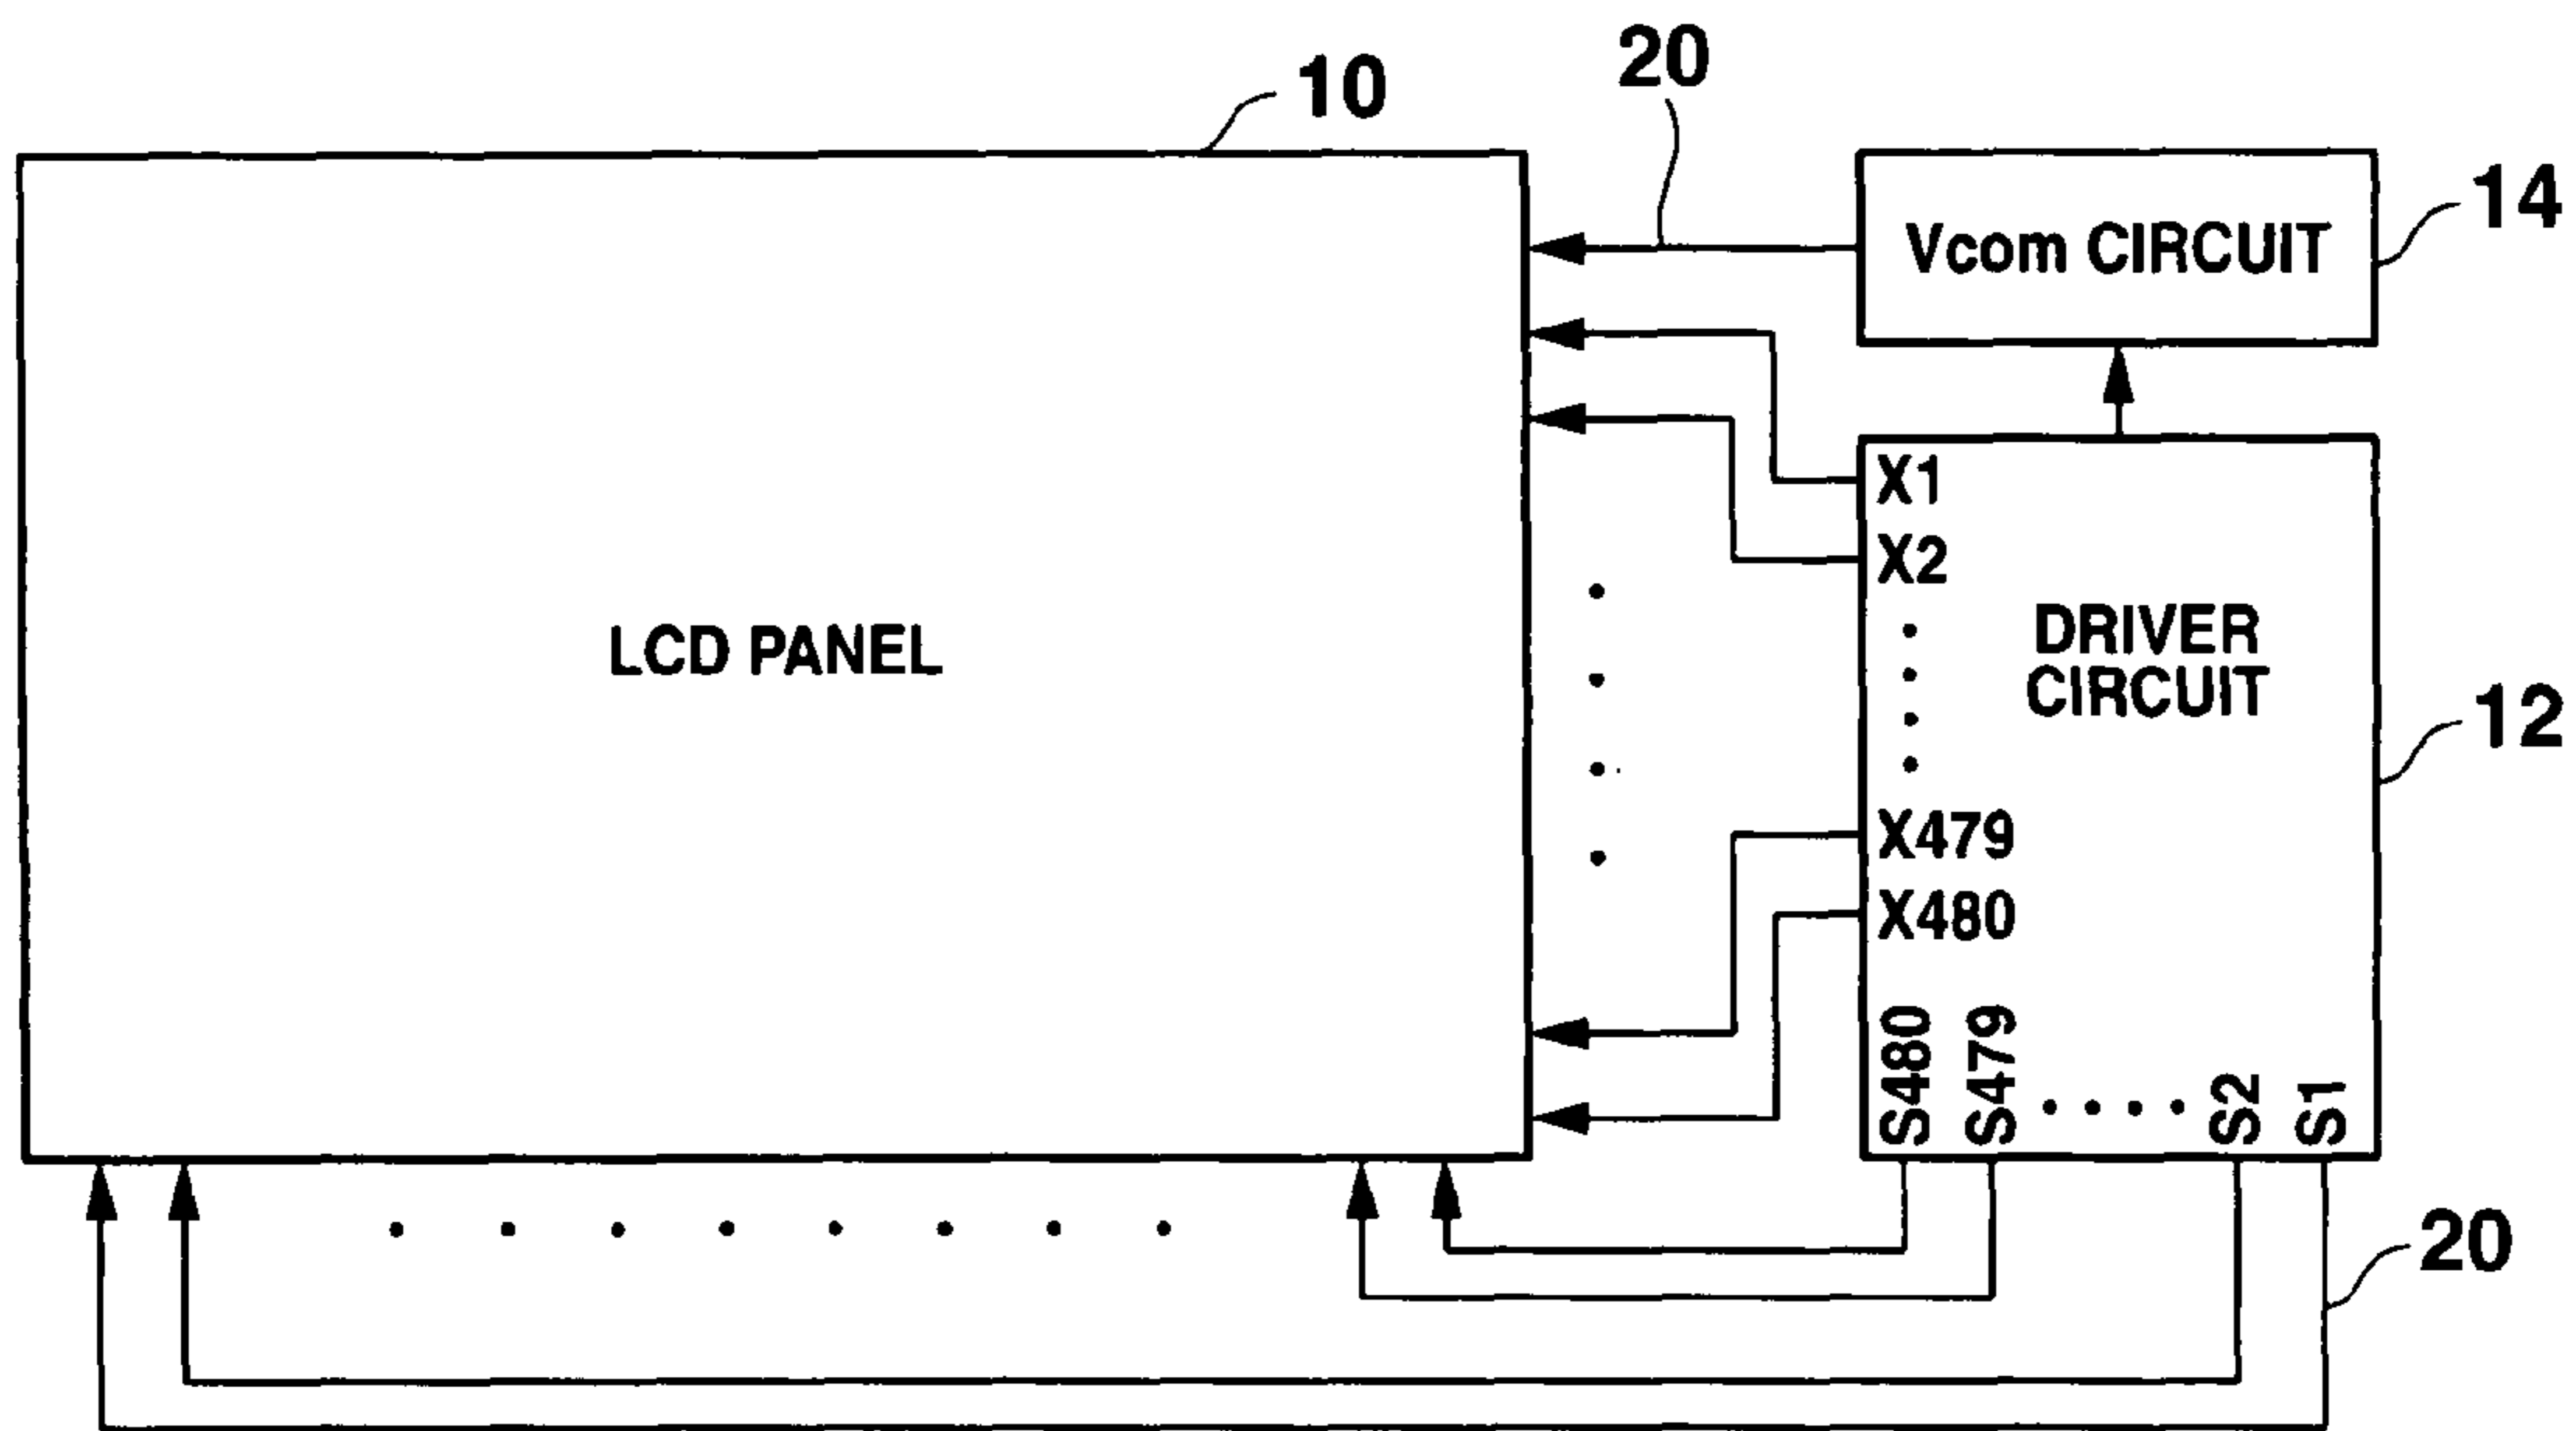 10
20
14
Vcom CIRCUIT
X1
X2
LCD PANEL
DRIVER
CIRCUIT
12
X479
X480
S480
S479
S2
S1
20